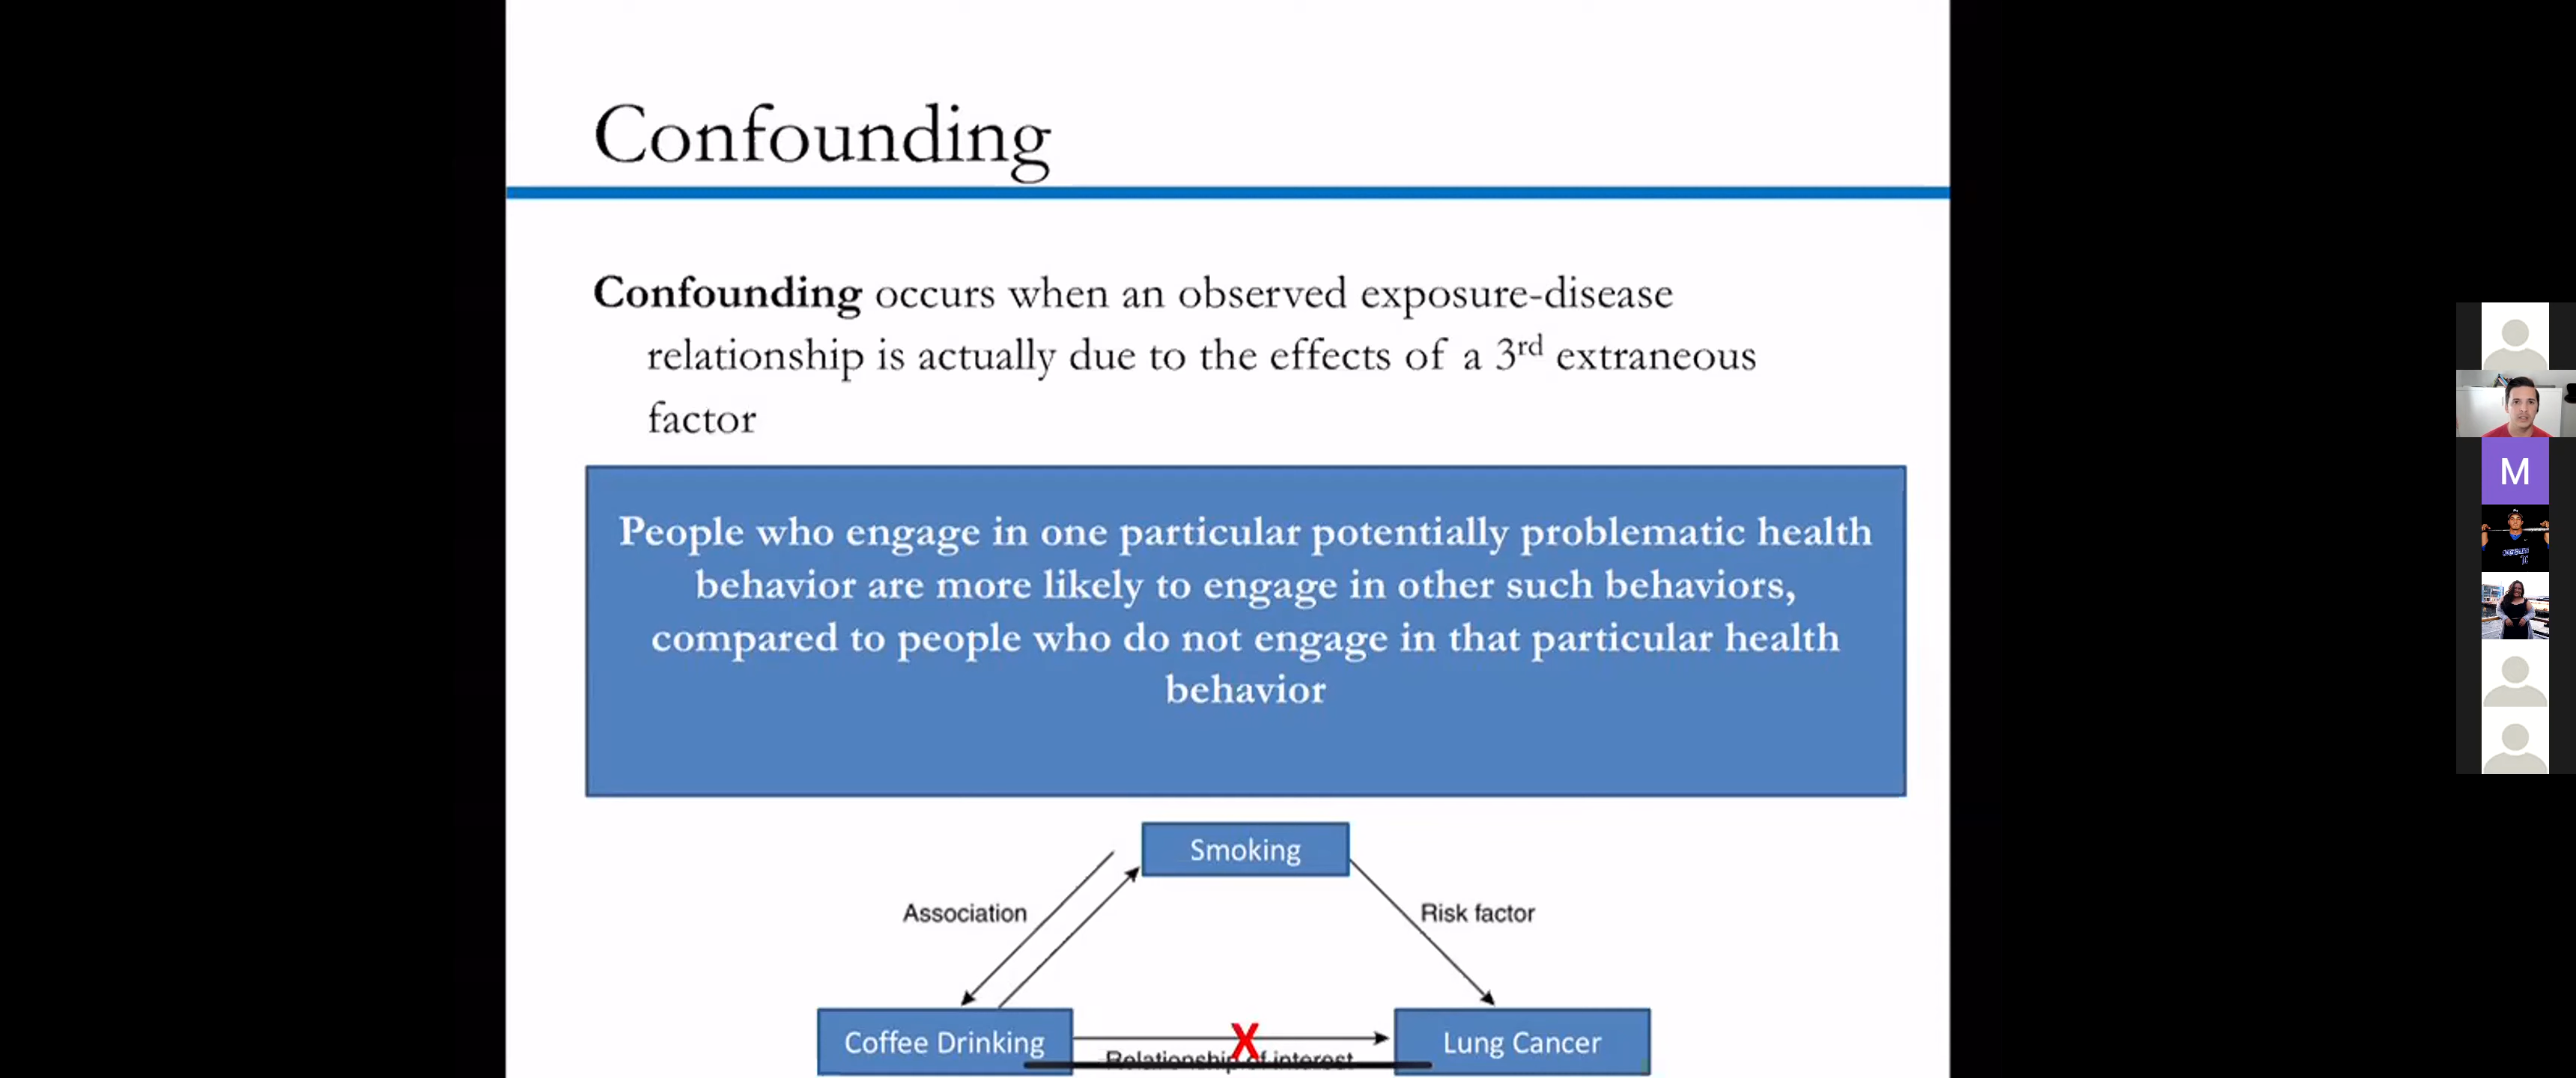 Confounding
Confounding occurs when an observed exposure-disease
relationship is actually due to the effects of a 3rd extraneous
factor
People who engage in one particular potentially problematic health
behavior are more likely to engage in other such behaviors,
compared to people who do not engage in that particular health
behavior
Smoking
Association
Risk factor
Coffee Drinking
X
Relationship of interest
Lung Cancer
M